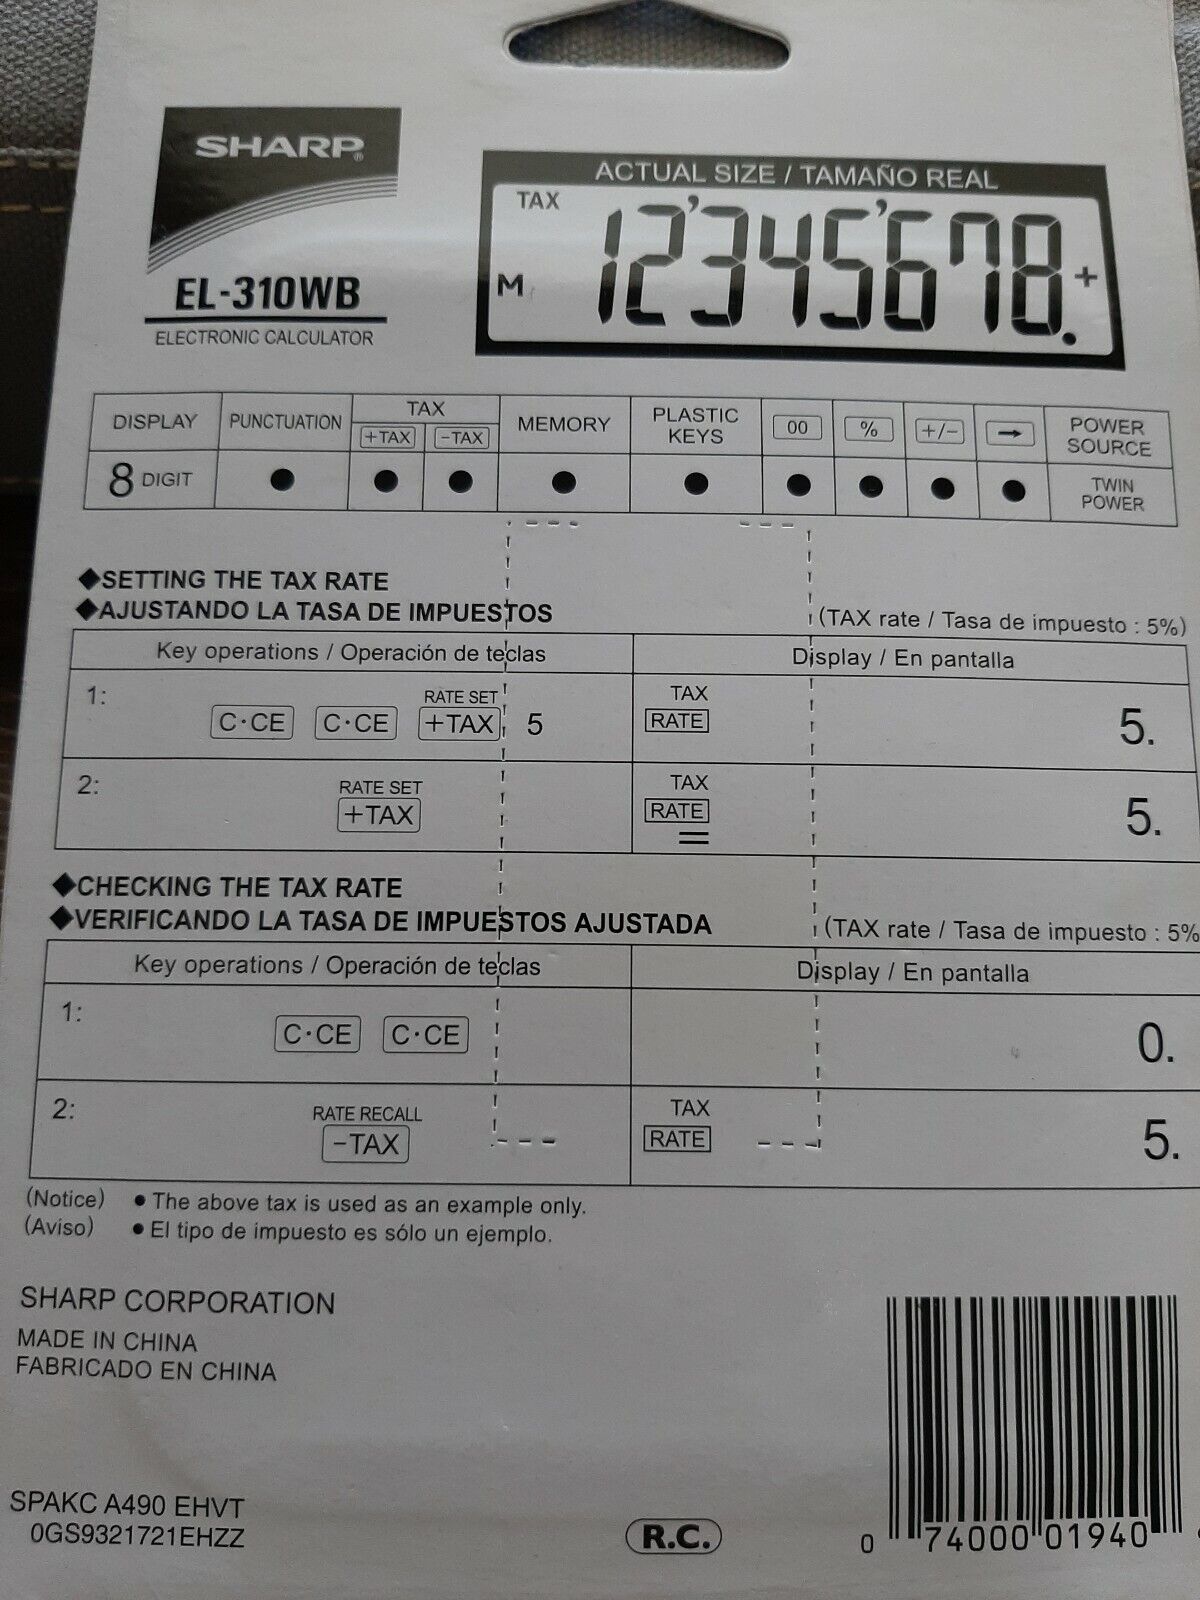 SHARP®
EL-310WB
ELECTRONIC CALCULATOR
ACTUAL SIZE / TAMAÑO REAL
TAX
M 12'345'678. +
DISPLAY PUNCTUATION TAX MEMORY PLASTIC KEYS 00 % +/- → POWER SOURCE
+TAX -TAX
8 DIGIT ● ● ● ● ● ● ● ● ● TWIN POWER
◆SETTING THE TAX RATE
◆AJUSTANDO LA TASA DE IMPUESTOS (TAX rate / Tasa de impuesto : 5%)
Key operations / Operación de teclas Display / En pantalla
RATE SET TAX
1: C·CE C·CE +TAX 5 RATE 5.
RATE SET TAX
2: +TAX RATE = 5.
◆CHECKING THE TAX RATE
◆VERIFICANDO LA TASA DE IMPUESTOS AJUSTADA (TAX rate / Tasa de impuesto : 5%
Key operations / Operación de teclas Display / En pantalla
1: C·CE C·CE 0.
RATE RECALL TAX
2: -TAX RATE 5.
(Notice) ● The above tax is used as an example only.
(Aviso) ● El tipo de impuesto es sólo un ejemplo.
SHARP CORPORATION
MADE IN CHINA
FABRICADO EN CHINA
SPAKC A490 EHVT
0GS9321721EHZZ
R.C.
0 74000 01940